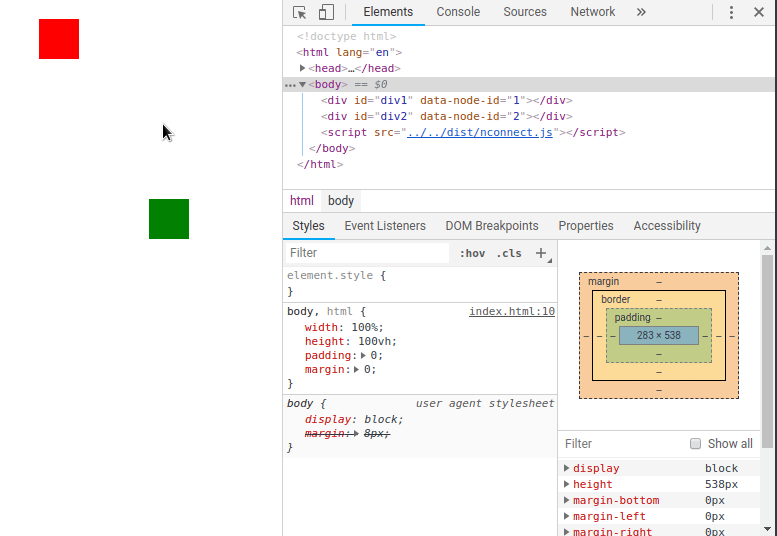 Elements Console Sources Network »
<!doctype html>
<html lang="en">
<head>…</head>
<body> == $0
<div id="div1" data-node-id="1"></div>
<div id="div2" data-node-id="2"></div>
<script src="../../dist/nconnect.js"></script>
</body>
</html>
html body
Styles Event Listeners DOM Breakpoints Properties Accessibility
Filter :hov .cls +
element.style {
}
body, html { index.html:10
width: 100%;
height: 100vh;
padding: 0;
margin: 0;
}
body { user agent stylesheet
display: block;
margin: 8px;
}
margin –
border –
padding –
– – – 283 × 538 – – –
–
–
–
Filter Show all
display block
height 538px
margin-bottom 0px
margin-left 0px
margin-right 0px